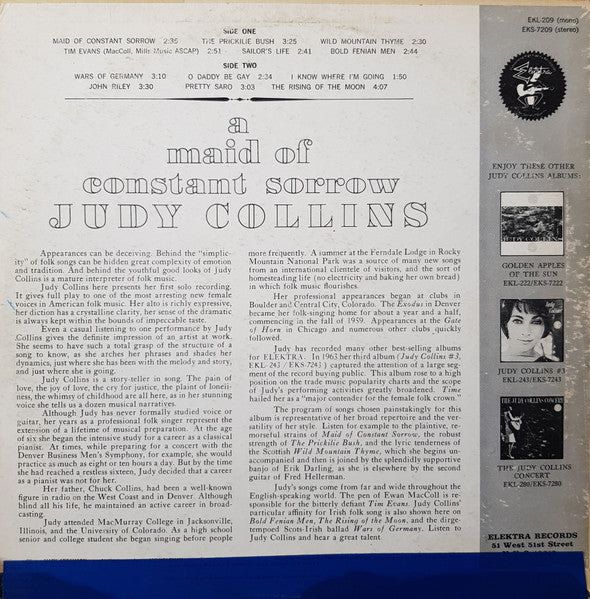 EKL-209 (mono)
EKS-7209 (stereo)
SIDE ONE
MAID OF CONSTANT SORROW 2:35 THE PRICKILIE BUSH 3:25 WILD MOUNTAIN THYME 2:30
TIM EVANS (MacColl, Mills Music ASCAP) 2:51 SAILOR'S LIFE 2:41 BOLD FENIAN MEN 2:44
SIDE TWO
WARS OF GERMANY 3:10 O DADDY BE GAY 2:34 I KNOW WHERE I'M GOING 1:50
JOHN RILEY 3:30 PRETTY SARO 3:03 THE RISING OF THE MOON 4:07
a
maid of
constant sorrow
JUDY COLLINS
Appearances can be deceiving. Behind the "simplic-
ity" of folk songs can be hidden great complexity of emotion
and tradition. And behind the youthful good looks of Judy
Collins is a mature interpreter of folk music.
Judy Collins here presents her first solo recording.
It gives full play to one of the most arresting new female
voices in American folk music. Her alto is richly expressive,
her diction has a crystalline clarity, her sense of the dramatic
is always kept within the bounds of impeccable taste.
Even a casual listening to one performance by Judy
Collins gives the definite impression of an artist at work.
She seems to have such a total grasp of the structure of a
song to know, as she arches her phrases and shades her
dynamics, just where she has been with the melody and story,
and just where she is going.
Judy Collins is a story-teller in song. The pain of
love, the joy of love, the cry for justice, the plaint of loneli-
ness, the whimsy of childhood are all here, as in her stunning
voice she tells us a dozen musical narratives.
Although Judy has never formally studied voice or
guitar, her years as a professional folk singer represent the
extension of a lifetime of musical preparation. At the age
of six she began the intensive study for a career as a classical
pianist. At times, while preparing for a concert with the
Denver Business Men's Symphony, for example, she would
practice as much as eight or ten hours a day. But by the time
she had reached a restless sixteen, Judy decided that a career
as a pianist was not for her.
Her father, Chuck Collins, had been a well-known
figure in radio on the West Coast and in Denver. Although
blind all his life, he maintained an active career in broad-
casting.
Judy attended MacMurray College in Jacksonville,
Illinois, and the University of Colorado. As a high school
senior and college student she began singing before people
more frequently. A summer at the Ferndale Lodge in Rocky
Mountain National Park was a source of many new songs
from an international clientele of visitors, and the sort of
homesteading life (no electricity and baking her own bread)
in which folk music flourishes.
Her professional appearances began at clubs in
Boulder and Central City, Colorado. The Exodus in Denver
became her folk-singing home for about a year and a half,
commencing in the fall of 1959. Appearances at the Gate
of Horn in Chicago and numerous other clubs quickly
followed.
Judy has recorded many other best-selling albums
for ELEKTRA. In 1963 her third album (Judy Collins #3,
EKL-243 / EKS-7243) captured the attention of a large seg-
ment of the record buying public. This album rose to a high
position on the trade music popularity charts and the scope
of Judy's performing activities greatly broadened. Time
hailed her as a "major contender for the female folk crown."
The program of songs chosen painstakingly for this
album is representative of her broad repertoire and the ver-
satility of her style. Listen for example to the plaintive, re-
morseful strains of Maid of Constant Sorrow, the robust
strength of The Prickilie Bush, and the lyric tenderness of
the Scottish Wild Mountain Thyme, which she begins un-
accompanied and then is joined by the splendidly supportive
banjo of Erik Darling, as she is elsewhere by the second
guitar of Fred Hellerman.
Judy's songs come from far and wide throughout the
English-speaking world. The pen of Ewan MacColl is re-
sponsible for the bitterly defiant Tim Evans. Judy Collins'
particular affinity for Irish folk song is also shown here on
Bold Fenian Men, The Rising of the Moon, and the dirge-
tempoed Scots-Irish ballad Wars of Germany. Listen to
Judy Collins and hear a great talent.
Elektra
ENJOY THESE OTHER
JUDY COLLINS ALBUMS:
GOLDEN APPLES
OF THE SUN
EKL-222/EKS-7222
JUDY COLLINS #3
EKL-243/EKS-7243
THE JUDY COLLINS CONCERT
THE JUDY COLLINS
CONCERT
EKL-280/EKS-7280
ELEKTRA RECORDS
51 West 51st Street